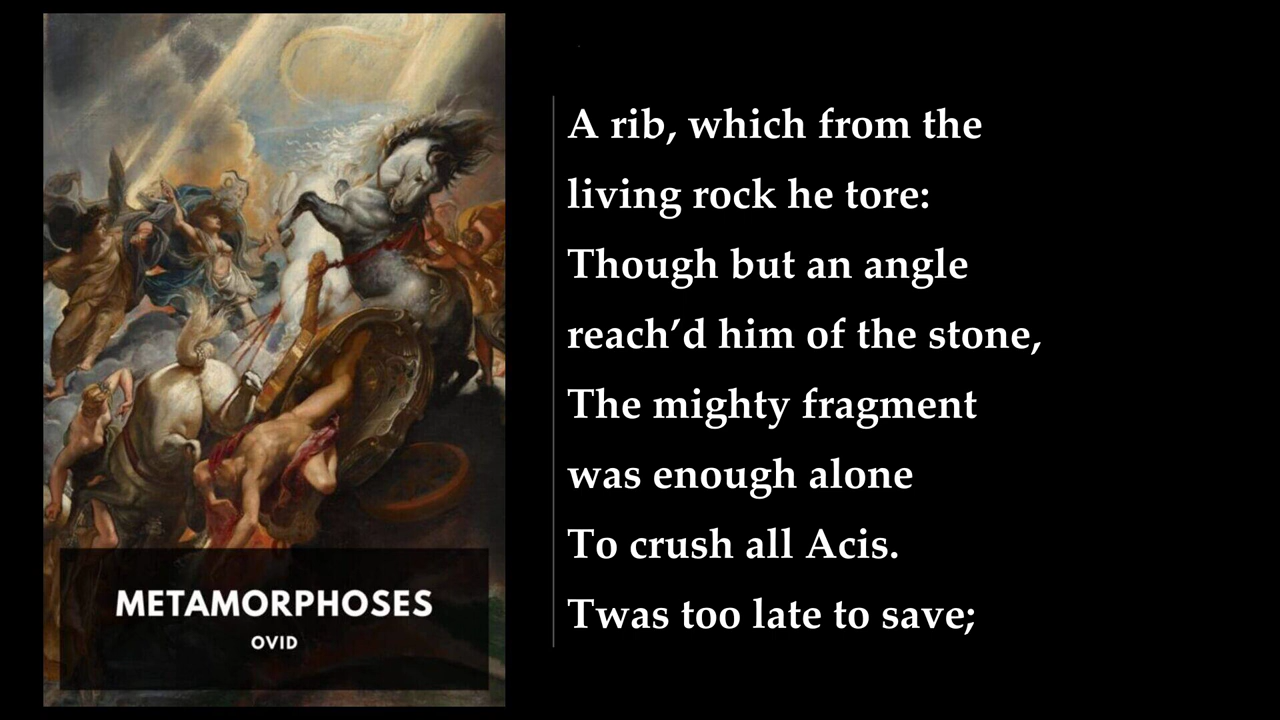 METAMORPHOSES
OVID
A rib, which from the
living rock he tore:
Though but an angle
reach’d him of the stone,
The mighty fragment
was enough alone
To crush all Acis.
Twas too late to save;